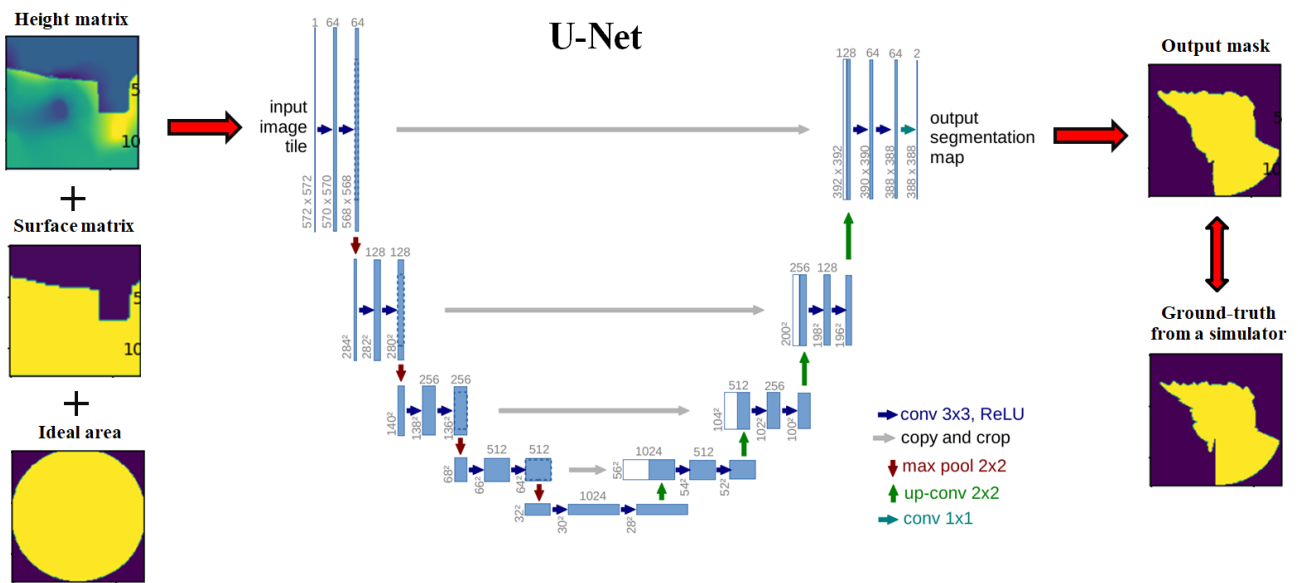 Height matrix
5
10
+
Surface matrix
5
10
+
Ideal area
U-Net
input
image
tile
1 64 64
572 x 572
570 x 570
568 x 568
128 128
284²
282²
280²
256 256
140²
138²
136²
512 512
68²
66²
64²
1024
32²
30²
28²
1024 512
56²
54²
52²
512 256
104²
102²
100²
256 128
200²
198²
196²
128 64 64 2
392 x 392
390 x 390
388 x 388
388 x 388
output
segmentation
map
conv 3x3, ReLU
copy and crop
max pool 2x2
up-conv 2x2
conv 1x1
Output mask
5
10
Ground-truth
from a simulator